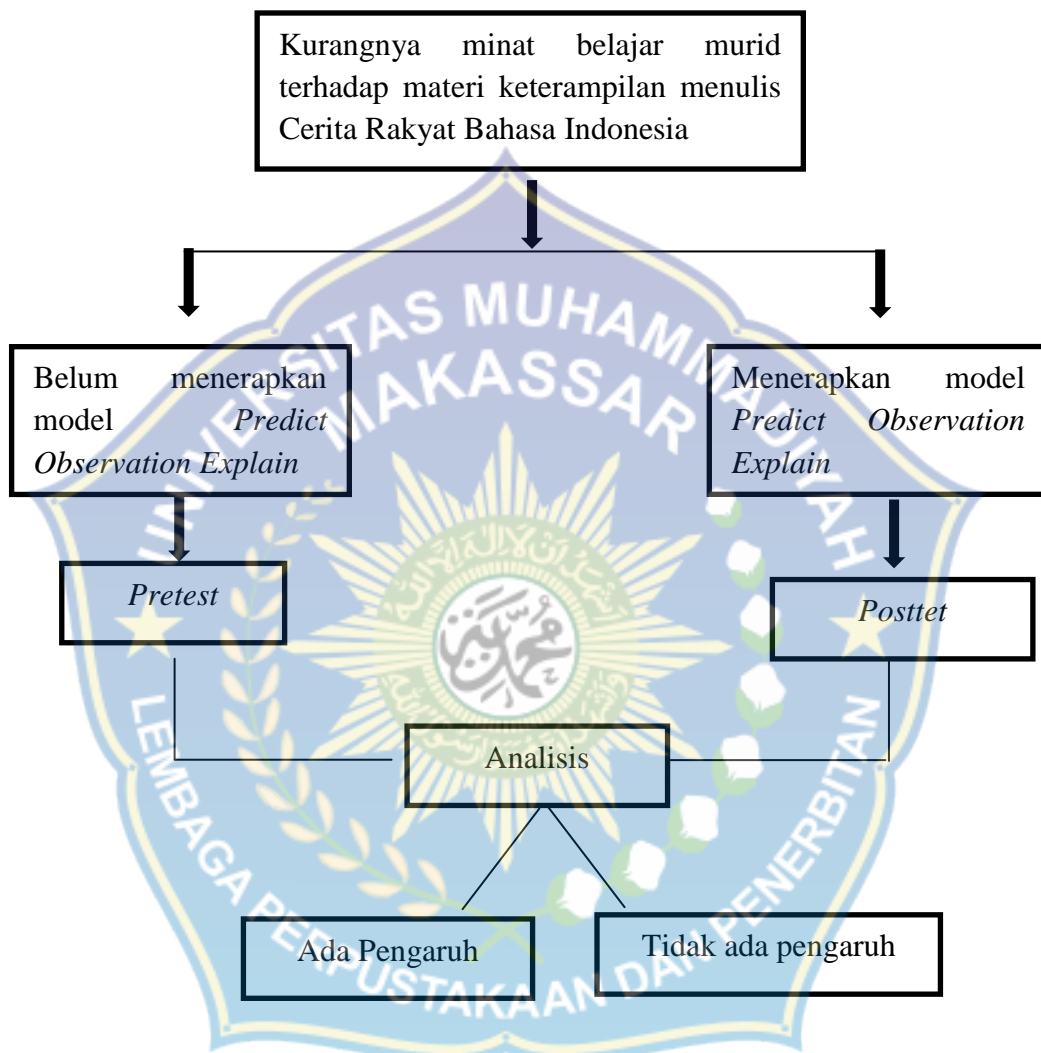 Kurangnya minat belajar murid
terhadap materi keterampilan menulis
Cerita Rakyat Bahasa Indonesia
UNIVERSITAS MUHAMMADIYAH
MAKASSAR
Belum menerapkan
model Predict
Observation Explain
Menerapkan model
Predict Observation
Explain
Pretest
Posttet
محمد
Analisis
Ada Pengaruh
Tidak ada pengaruh
LEMBAGA PERPUSTAKAAN DAN PENERBITAN